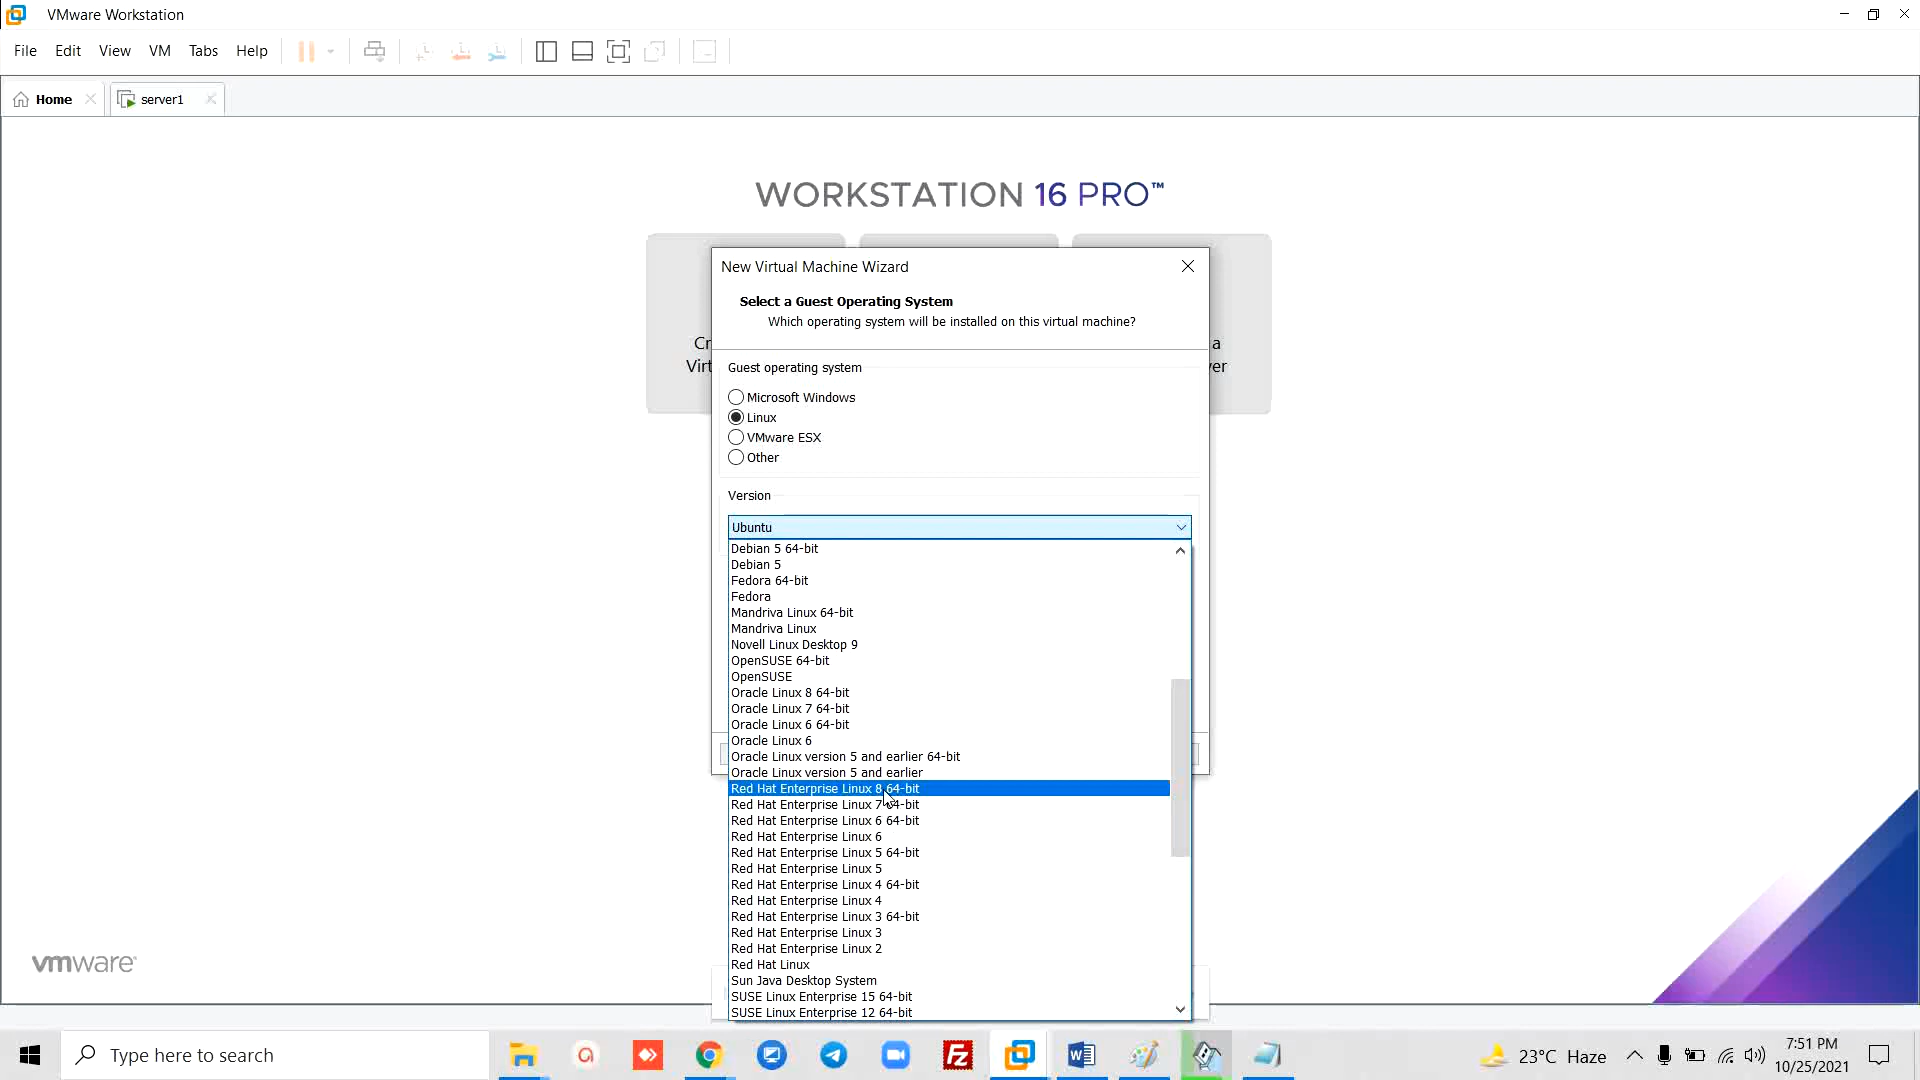 VMware Workstation
File Edit View VM Tabs Help
Home server1
WORKSTATION 16 PRO™
New Virtual Machine Wizard
Select a Guest Operating System
Which operating system will be installed on this virtual machine?
Cr
a
Virt
ver
Guest operating system
Microsoft Windows
Linux
VMware ESX
Other
Version
Ubuntu
Debian 5 64-bit
Debian 5
Fedora 64-bit
Fedora
Mandriva Linux 64-bit
Mandriva Linux
Novell Linux Desktop 9
OpenSUSE 64-bit
OpenSUSE
Oracle Linux 8 64-bit
Oracle Linux 7 64-bit
Oracle Linux 6 64-bit
Oracle Linux 6
Oracle Linux version 5 and earlier 64-bit
Oracle Linux version 5 and earlier
Red Hat Enterprise Linux 8 64-bit
Red Hat Enterprise Linux 7 64-bit
Red Hat Enterprise Linux 6 64-bit
Red Hat Enterprise Linux 6
Red Hat Enterprise Linux 5 64-bit
Red Hat Enterprise Linux 5
Red Hat Enterprise Linux 4 64-bit
Red Hat Enterprise Linux 4
Red Hat Enterprise Linux 3 64-bit
Red Hat Enterprise Linux 3
Red Hat Enterprise Linux 2
Red Hat Linux
Sun Java Desktop System
SUSE Linux Enterprise 15 64-bit
SUSE Linux Enterprise 12 64-bit
vmware
Type here to search
23°C Haze
7:51 PM
10/25/2021